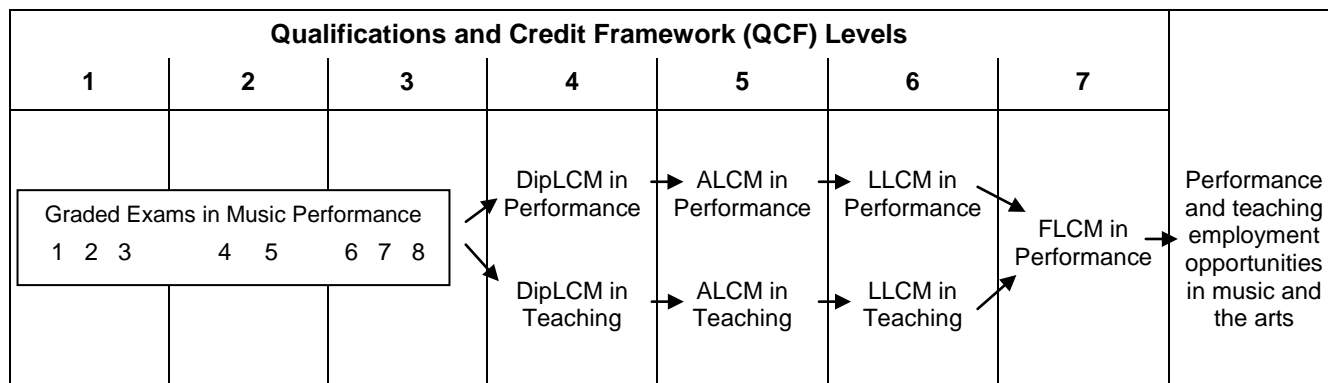 Qualifications and Credit Framework (QCF) Levels
1 2 3 4 5 6 7
Graded Exams in Music Performance
1 2 3 4 5 6 7 8
DipLCM in
Performance
ALCM in
Performance
LLCM in
Performance
DipLCM in
Teaching
ALCM in
Teaching
LLCM in
Teaching
FLCM in
Performance
Performance
and teaching
employment
opportunities
in music and
the arts